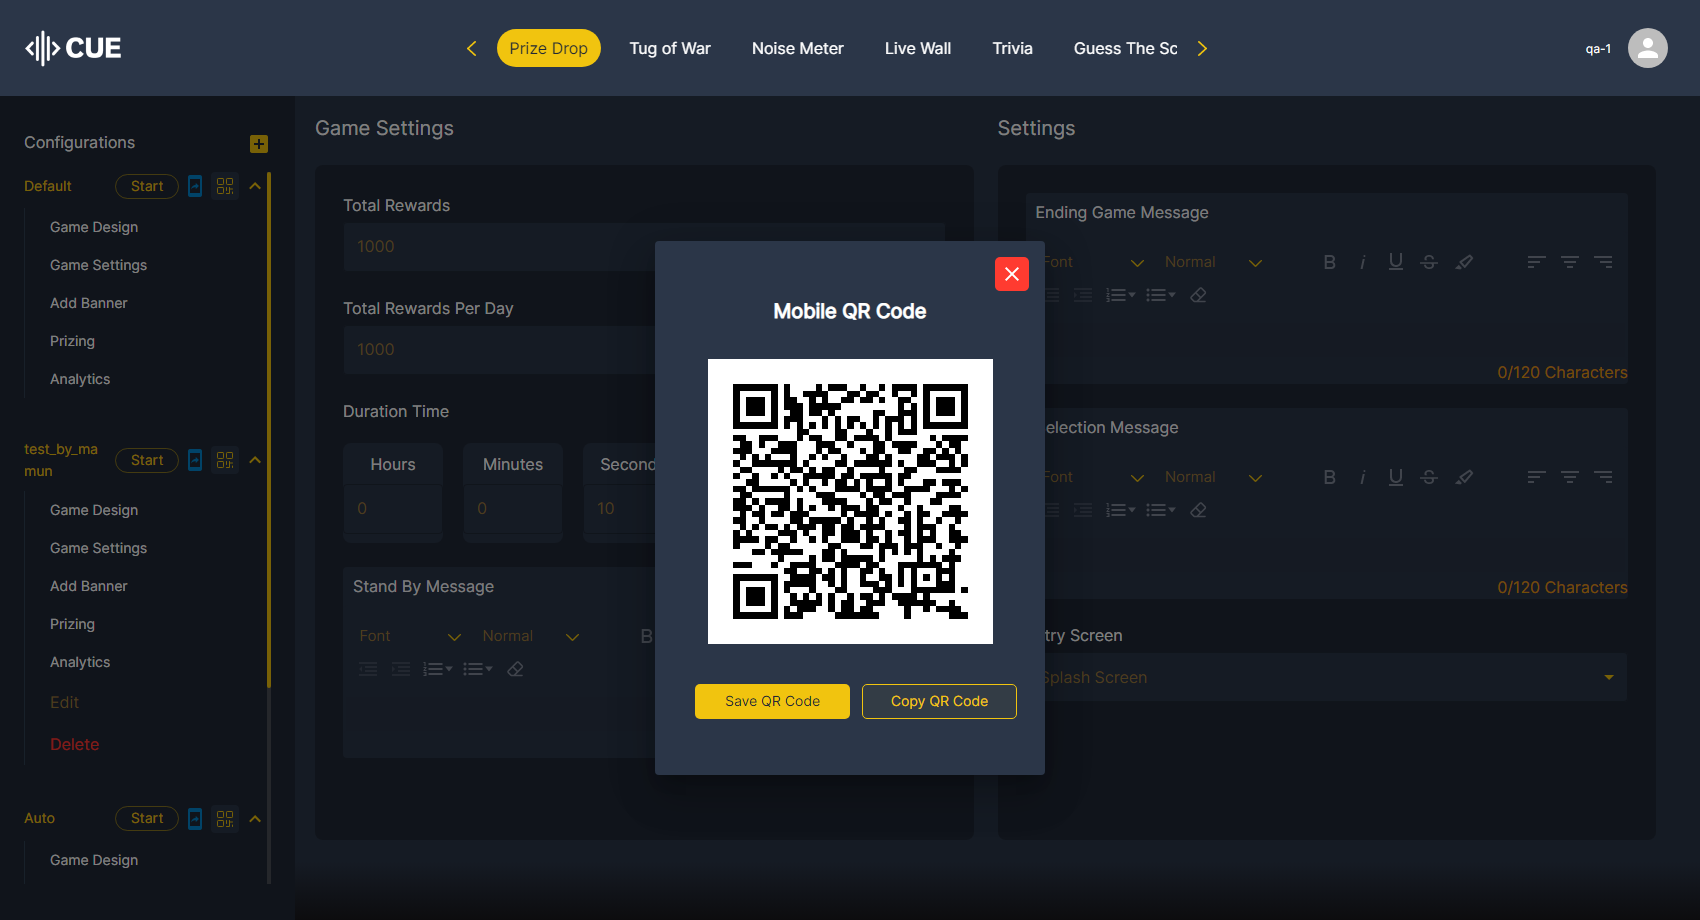 CUE
Prize Drop
Tug of War
Noise Meter
Live Wall
Trivia
Guess The Sc
qa-1
Configurations
Default
Start
Game Design
Game Settings
Add Banner
Prizing
Analytics
test_by_ma
mun
Start
Game Design
Game Settings
Add Banner
Prizing
Analytics
Edit
Delete
Auto
Start
Game Design
Game Settings
Total Rewards
1000
Total Rewards Per Day
1000
Duration Time
Hours
Minutes
Second
0
0
10
Stand By Message
Font
Normal
B
Settings
Ending Game Message
Font
Normal
B
i
U
S
0/120 Characters
election Message
Font
Normal
B
i
U
S
0/120 Characters
try Screen
Splash Screen
Mobile QR Code
Save QR Code
Copy QR Code